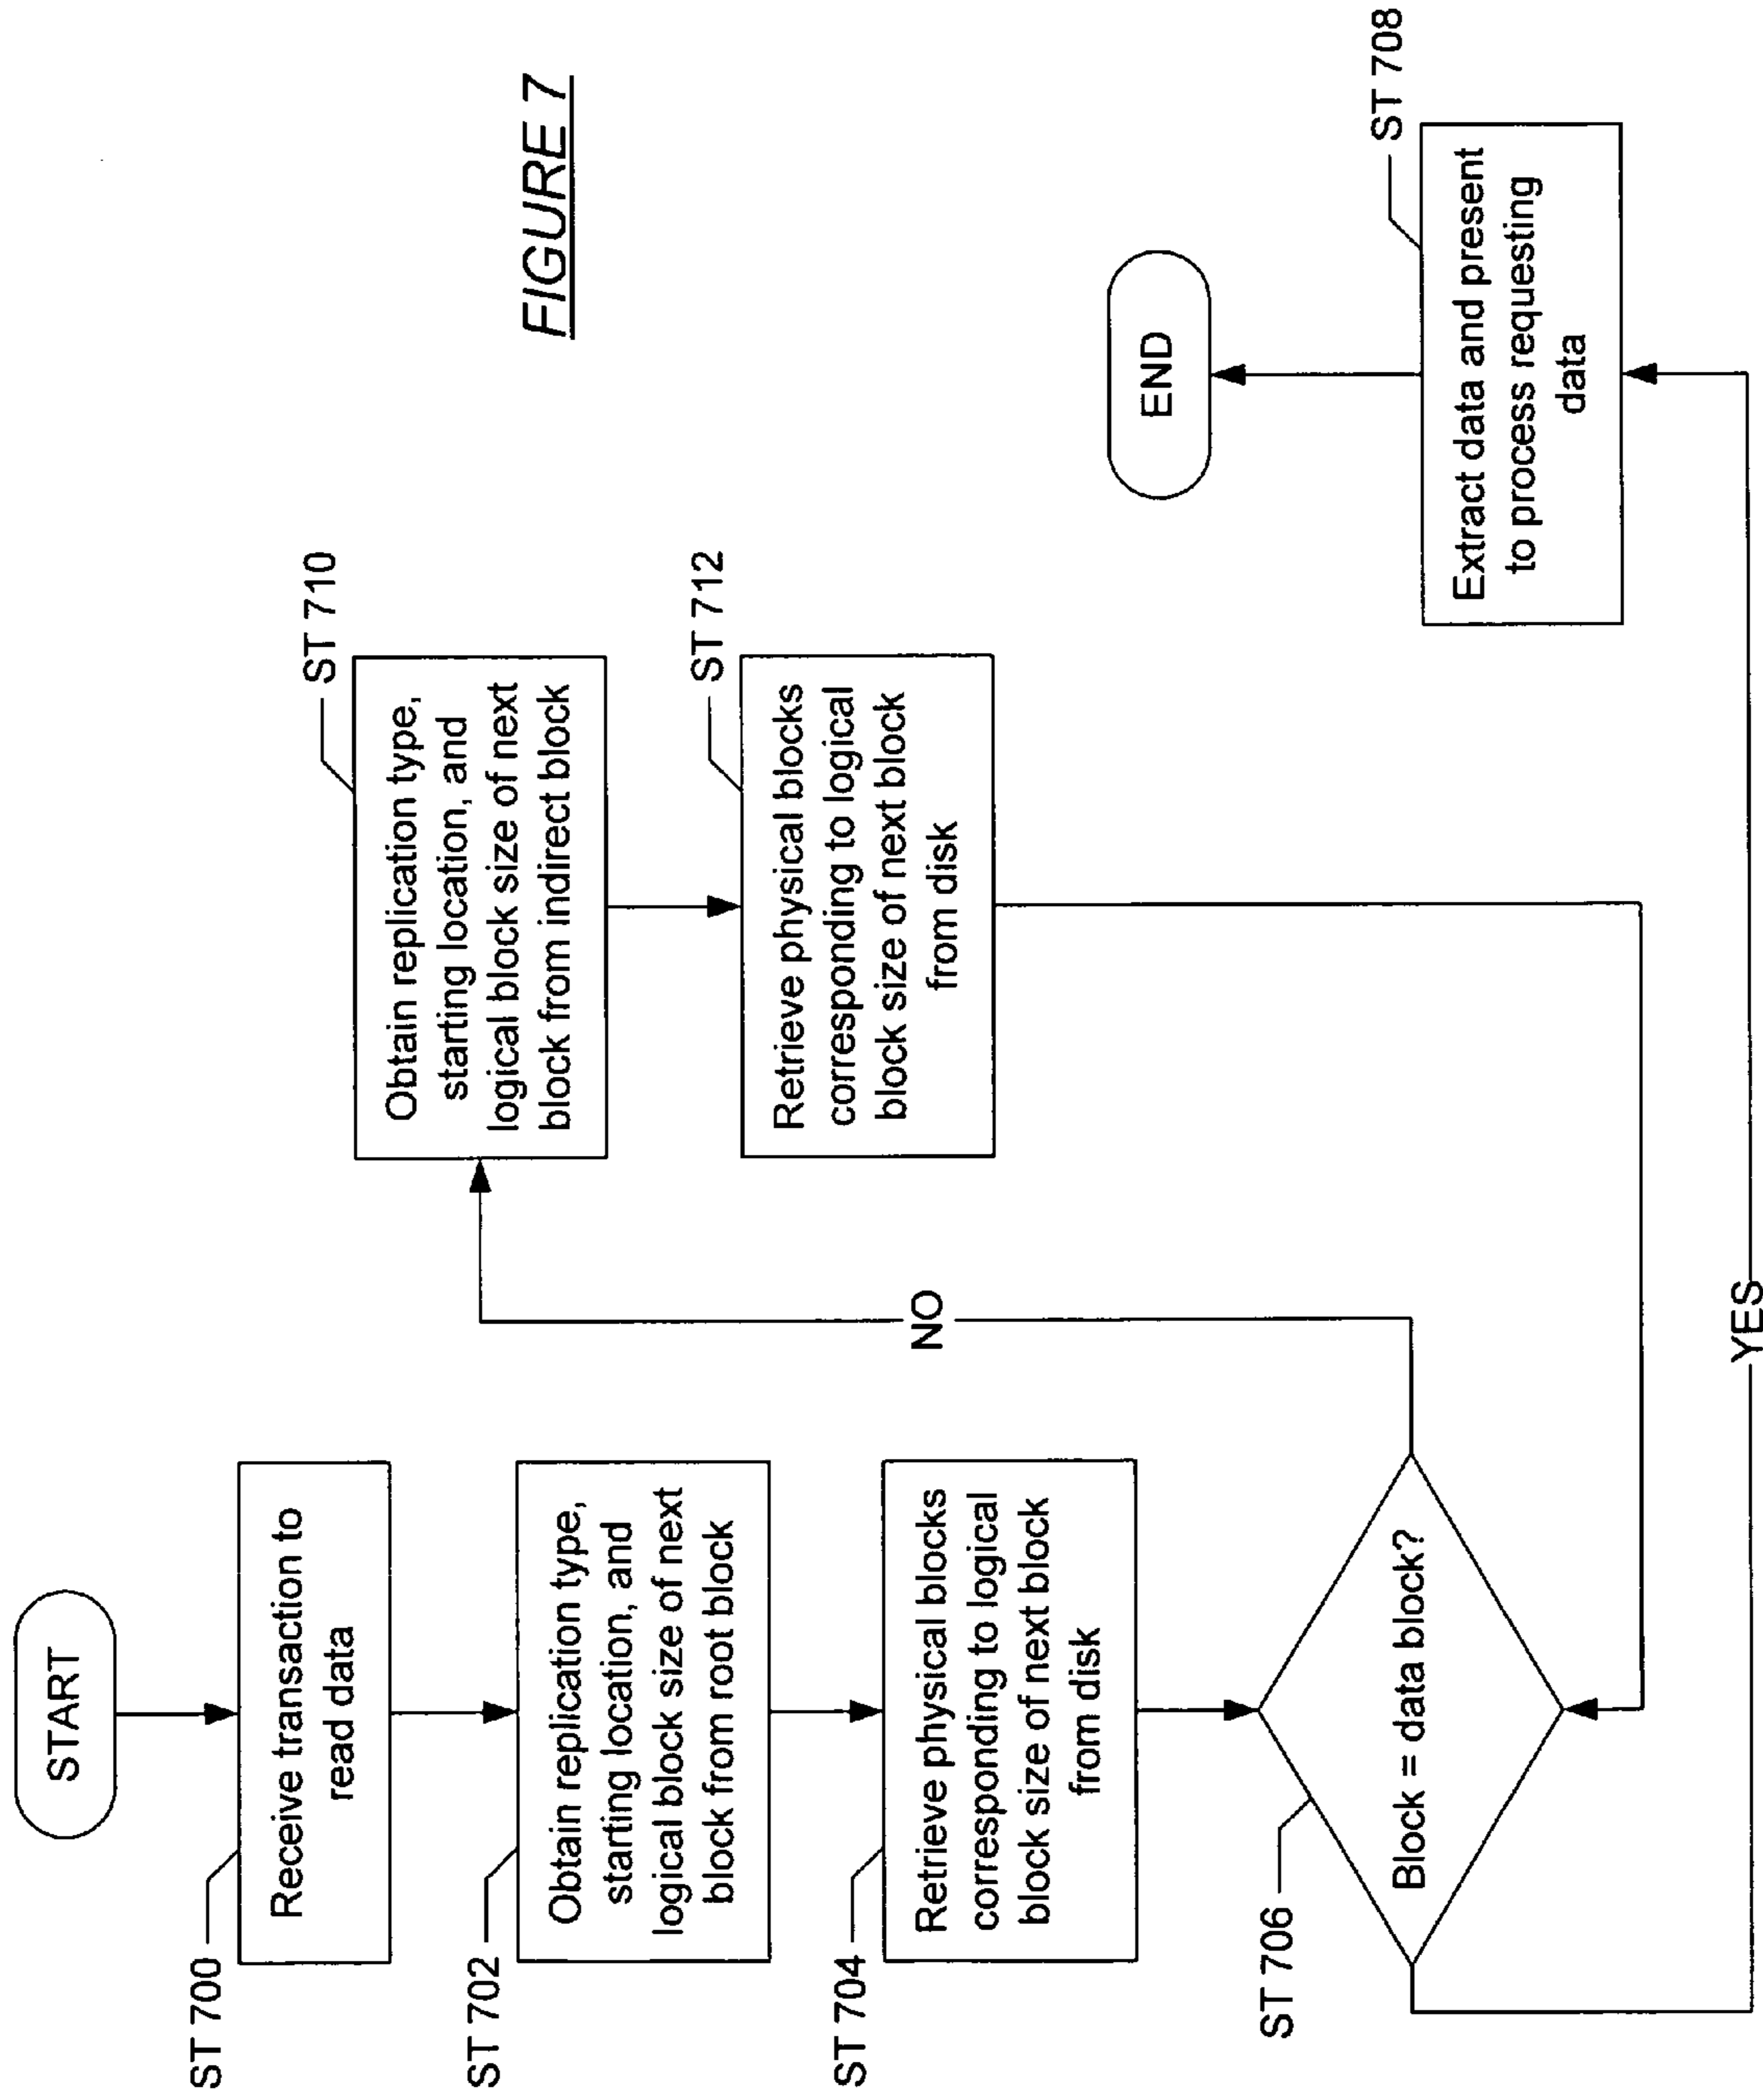 FIGURE 7
START
ST 700
Receive transaction to
read data
ST 702
Obtain replication type,
starting location, and
logical block size of next
block from root block
ST 704
Retrieve physical blocks
corresponding to logical
block size of next block
from disk
ST 706
Block = data block?
NO
YES
ST 710
Obtain replication type,
starting location, and
logical block size of next
block from indirect block
ST 712
Retrieve physical blocks
corresponding to logical
block size of next block
from disk
ST 708
Extract data and present
to process requesting
data
END